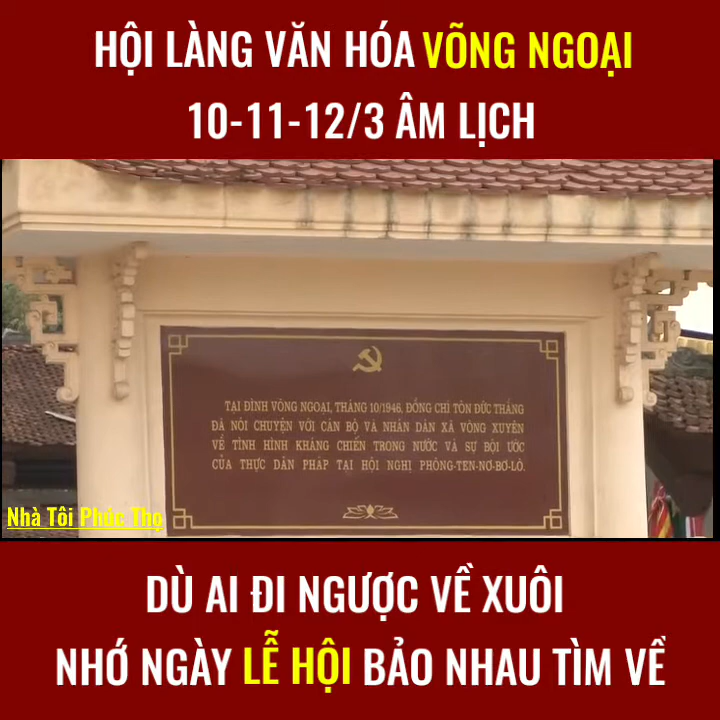 HỘI LÀNG VĂN HÓA VÕNG NGOẠI
10-11-12/3 ÂM LỊCH
TẠI ĐÌNH VÕNG NGOẠI, THÁNG 10/1946, ĐỒNG CHÍ TÔN ĐỨC THẮNG
ĐÃ NÓI CHUYỆN VỚI CÁN BỘ VÀ NHÂN DÂN XÃ VÕNG XUYÊN
VỀ TÌNH HÌNH KHÁNG CHIẾN TRONG NƯỚC VÀ SỰ BỘI ƯỚC
CỦA THỰC DÂN PHÁP TẠI HỘI NGHỊ PHÔNG-TEN-NƠ-BƠ-LÔ.
Nhà Tôi Phúc Thọ
DÙ AI ĐI NGƯỢC VỀ XUÔI
NHỚ NGÀY LỄ HỘI BẢO NHAU TÌM VỀ